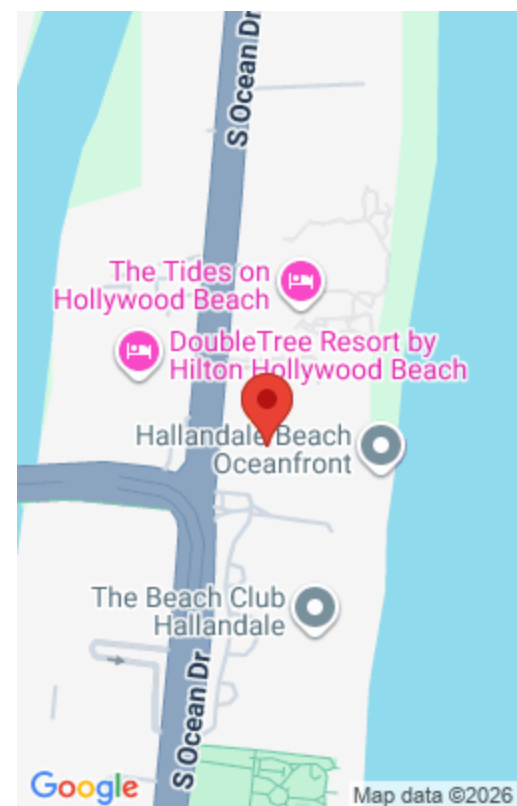 S Ocean Dr
The Tides on
Hollywood Beach
DoubleTree Resort by
Hilton Hollywood Beach
Hallandale Beach
Oceanfront
The Beach Club
Hallandale
S Ocean Dr
Google
Map data ©2026